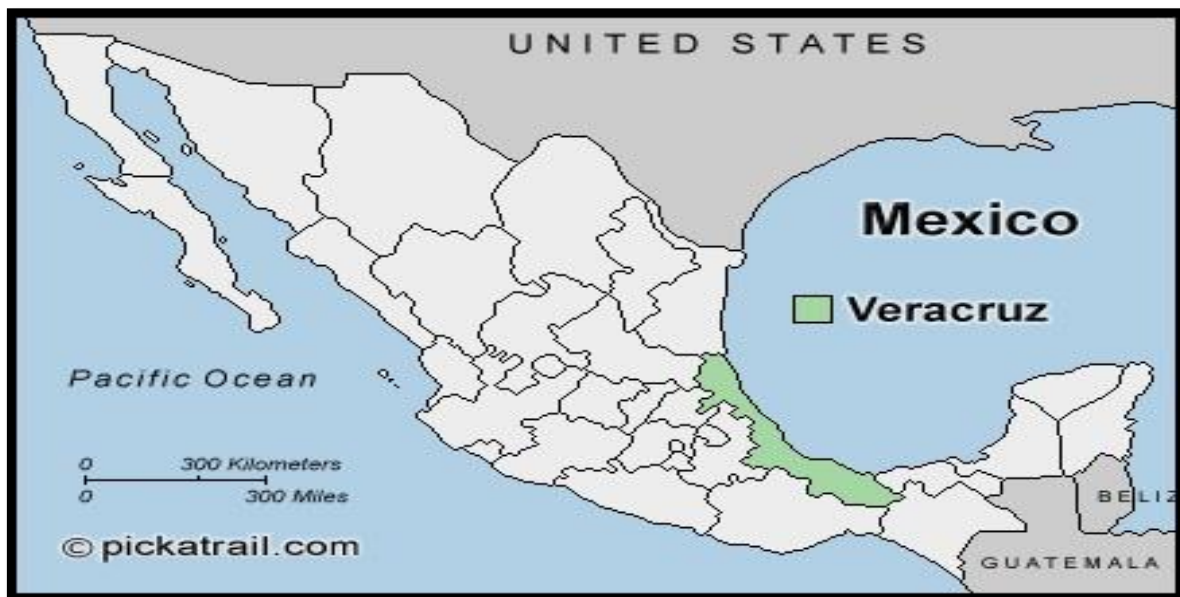 UNITED STATES
Mexico
Veracruz
Pacific Ocean
0 300 Kilometers
0 300 Miles
© pickatrail.com
BELIZ
GUATEMALA